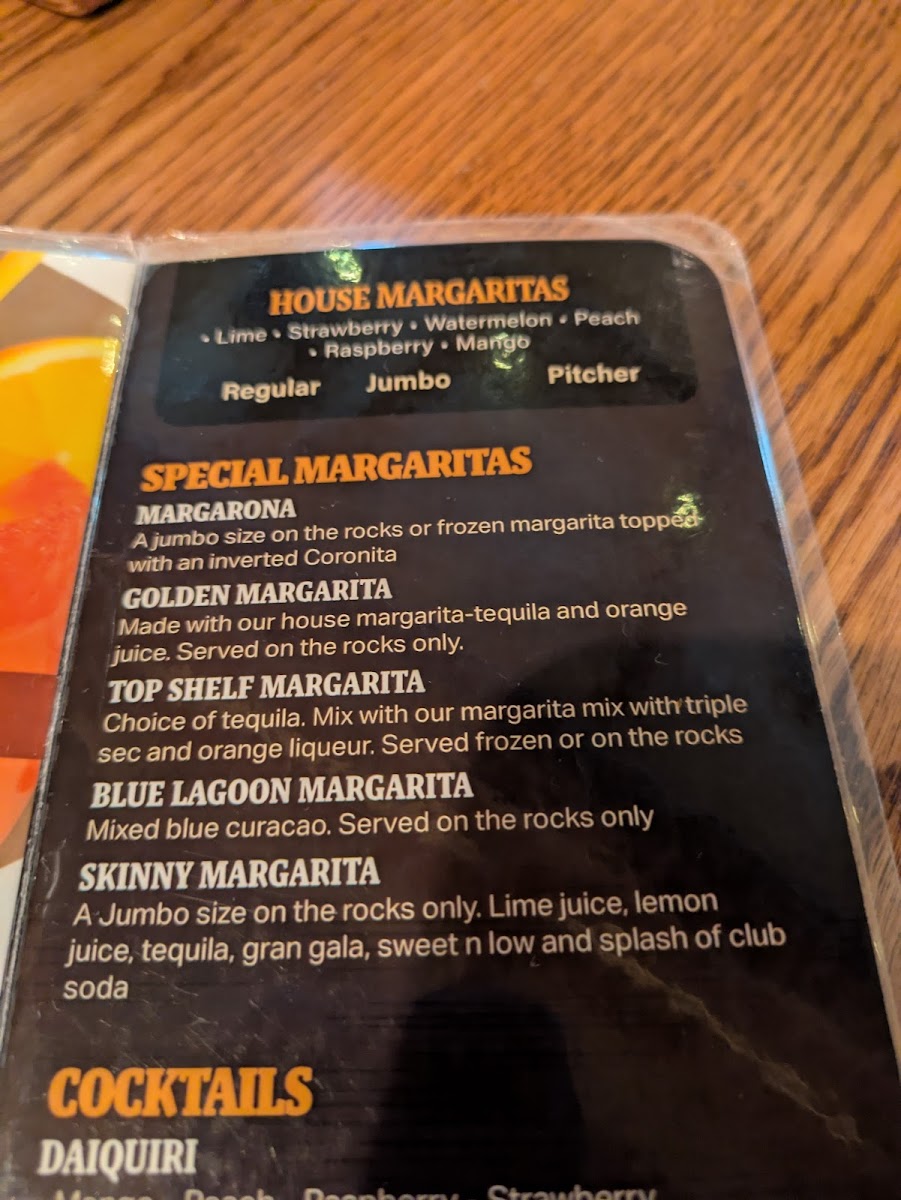 HOUSE MARGARITAS
• Lime • Strawberry • Watermelon • Peach
• Raspberry • Mango
Regular Jumbo Pitcher
SPECIAL MARGARITAS
MARGARONA
A jumbo size on the rocks or frozen margarita topped
with an inverted Coronita
GOLDEN MARGARITA
Made with our house margarita-tequila and orange
juice. Served on the rocks only.
TOP SHELF MARGARITA
Choice of tequila. Mix with our margarita mix with triple
sec and orange liqueur. Served frozen or on the rocks
BLUE LAGOON MARGARITA
Mixed blue curacao. Served on the rocks only
SKINNY MARGARITA
A Jumbo size on the rocks only. Lime juice, lemon
juice, tequila, gran gala, sweet n low and splash of club
soda
COCKTAILS
DAIQUIRI
Mango Peach Raspberry Strawberry